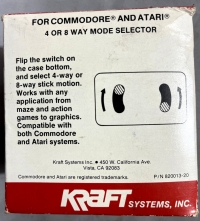 FOR COMMODORE® AND ATARI®
4 OR 8 WAY MODE SELECTOR
Flip the switch on
the case bottom,
and select 4-way or
8-way stick motion.
Works with any
application from
maze and action
games to graphics.
Compatible with
both Commodore
and Atari systems.
Kraft Systems Inc. • 450 W. California Ave.
Vista, CA 92083
Commodore and Atari are registered trademarks.
P/N 820013-20
KRAFT SYSTEMS, INC.